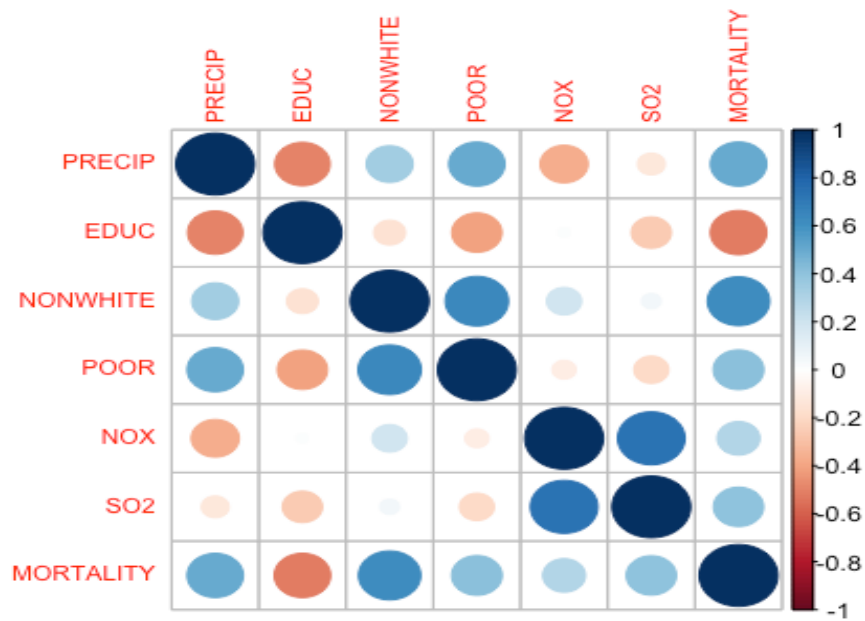 PRECIP
EDUC
NONWHITE
POOR
NOX
SO2
MORTALITY
PRECIP
EDUC
NONWHITE
POOR
NOX
SO2
MORTALITY
1
0.8
0.6
0.4
0.2
0
-0.2
-0.4
-0.6
-0.8
-1